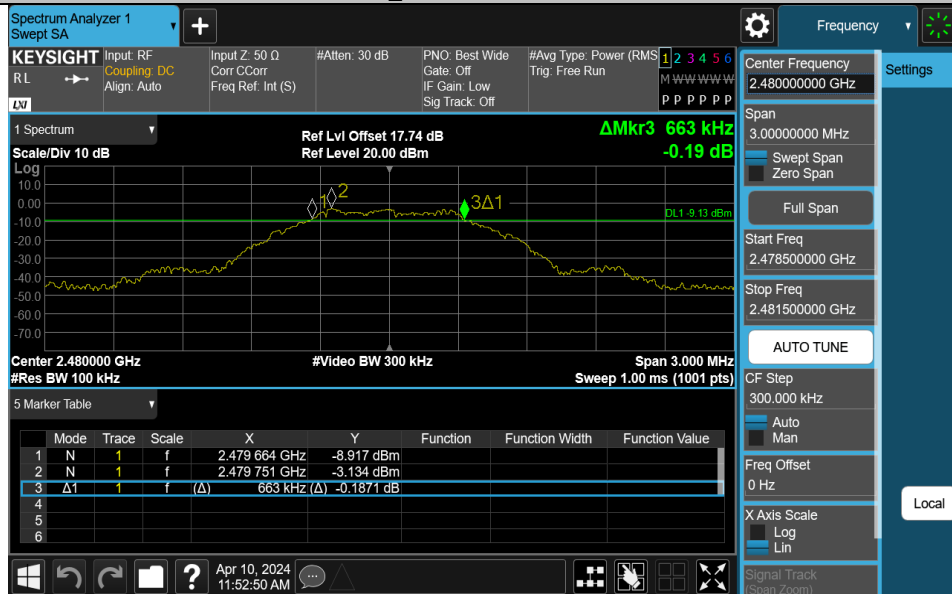 Spectrum Analyzer 1
Swept SA
+
Frequency
KEYSIGHT
RL
LXI
Input: RF
Coupling: DC
Align: Auto
Input Z: 50 Ω
Corr CCorr
Freq Ref: Int (S)
#Atten: 30 dB
PNO: Best Wide
Gate: Off
IF Gain: Low
Sig Track: Off
#Avg Type: Power (RMS
Trig: Free Run
1 2 3 4 5 6
M W W W W W
P P P P P P
1 Spectrum
Scale/Div 10 dB
Ref Lvl Offset 17.74 dB
Ref Level 20.00 dBm
ΔMkr3 663 kHz
-0.19 dB
Log
10.0
0.00
-10.0
-20.0
-30.0
-40.0
-50.0
-60.0
-70.0
1
2
3Δ1
DL1 -9.13 dBm
Center 2.480000 GHz
#Video BW 300 kHz
Span 3.000 MHz
#Res BW 100 kHz
Sweep 1.00 ms (1001 pts)
5 Marker Table
Mode Trace Scale X Y Function Function Width Function Value
1 N 1 f 2.479 664 GHz -8.917 dBm
2 N 1 f 2.479 751 GHz -3.134 dBm
3 Δ1 1 f (Δ) 663 kHz (Δ) -0.1871 dB
4
5
6
Apr 10, 2024
11:52:50 AM
?
Center Frequency
2.480000000 GHz
Span
3.00000000 MHz
Swept Span
Zero Span
Full Span
Start Freq
2.478500000 GHz
Stop Freq
2.481500000 GHz
AUTO TUNE
CF Step
300.000 kHz
Auto
Man
Freq Offset
0 Hz
X Axis Scale
Log
Lin
Signal Track
(Span Zoom)
Settings
Local